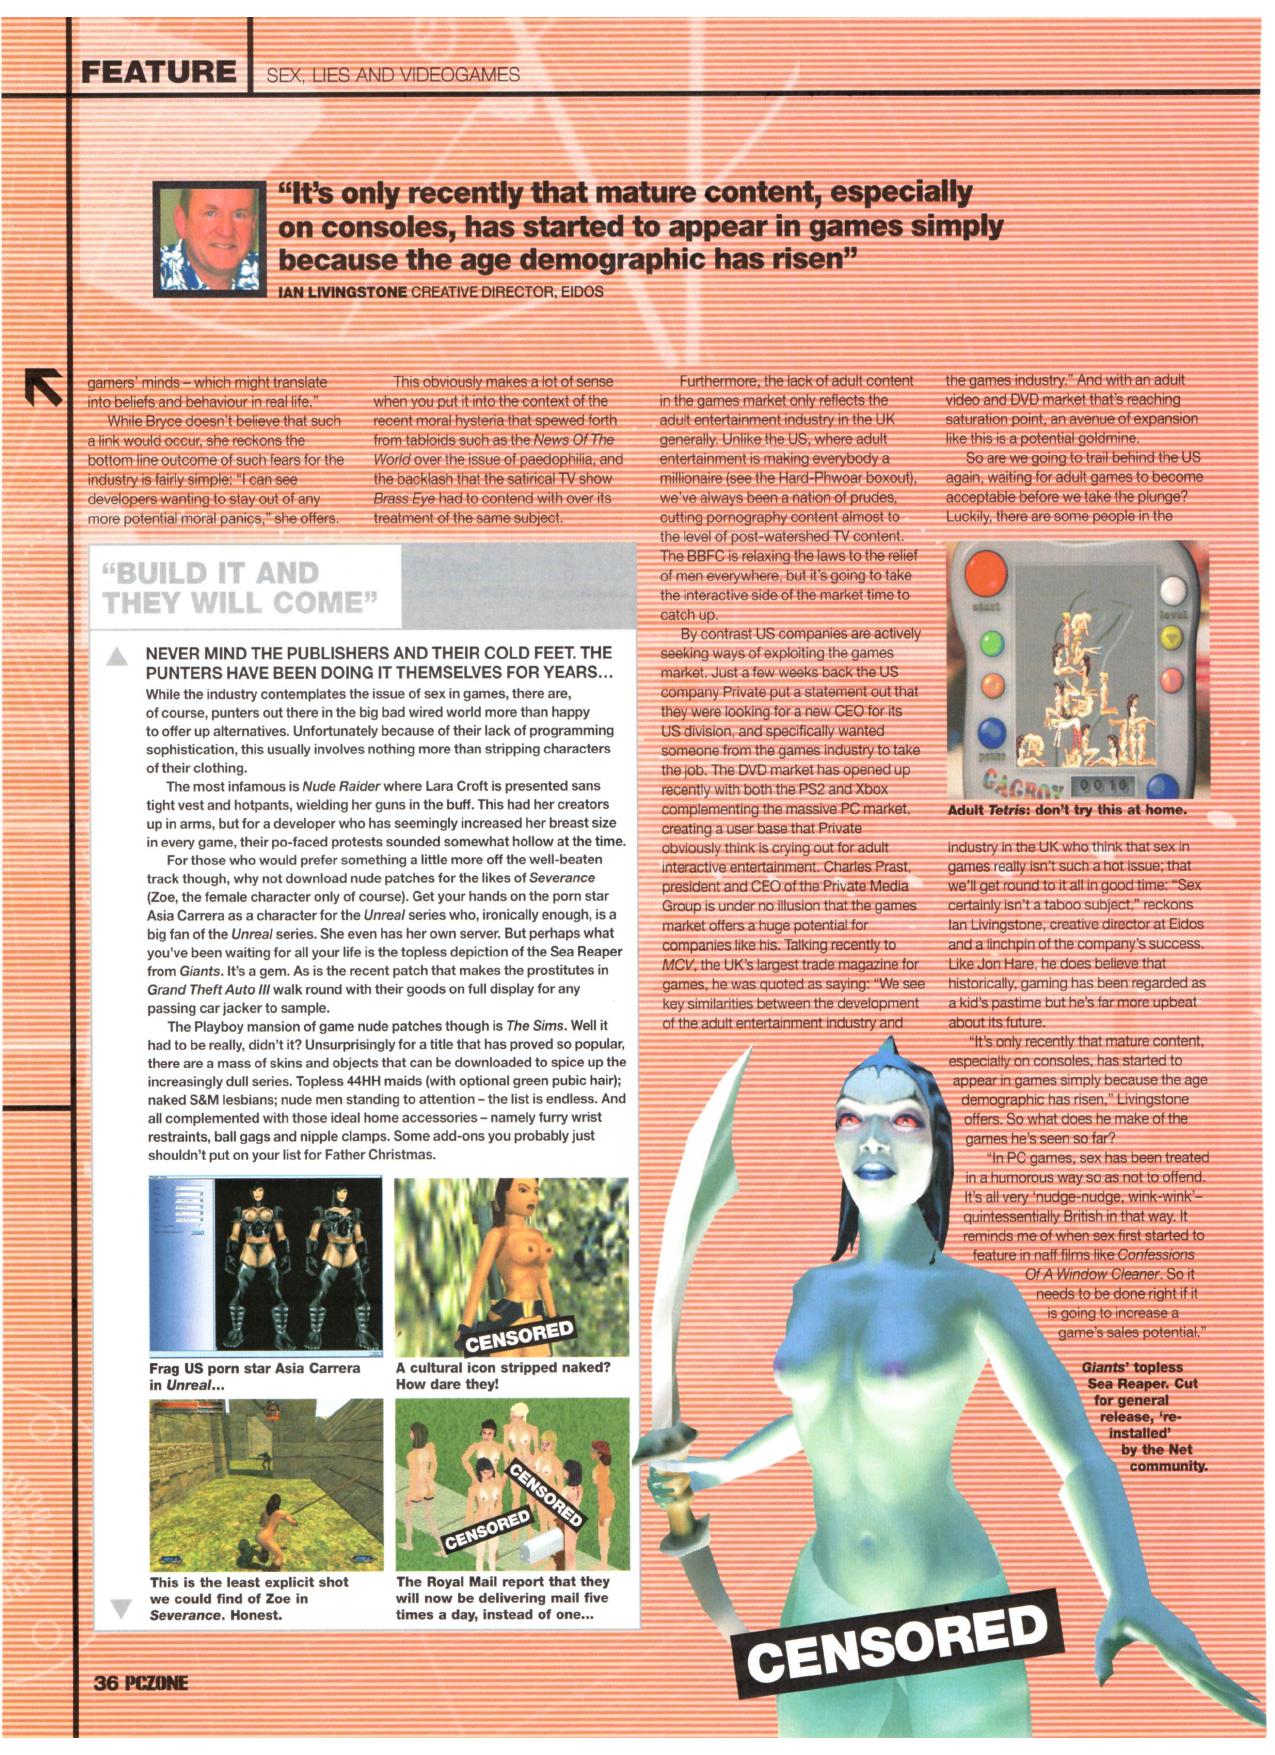 FEATURE
SEX, LIES AND VIDEOGAMES
“It’s only recently that mature content, especially
on consoles, has started to appear in games simply
because the age demographic has risen”
IAN LIVINGSTONE CREATIVE DIRECTOR, EIDOS
gamers’ minds – which might translate
into beliefs and behaviour in real life.”
While Bryce doesn’t believe that such
a link would occur, she reckons the
bottom line outcome of such fears for the
industry is fairly simple: “I can see
developers wanting to stay out of any
more potential moral panics,” she offers.
This obviously makes a lot of sense
when you put it into the context of the
recent moral hysteria that spewed forth
from tabloids such as the News Of The
World over the issue of paedophilia, and
the backlash that the satirical TV show
Brass Eye had to contend with over its
treatment of the same subject.
“BUILD IT AND
THEY WILL COME”
NEVER MIND THE PUBLISHERS AND THEIR COLD FEET. THE
PUNTERS HAVE BEEN DOING IT THEMSELVES FOR YEARS...
While the industry contemplates the issue of sex in games, there are,
of course, punters out there in the big bad wired world more than happy
to offer up alternatives. Unfortunately because of their lack of programming
sophistication, this usually involves nothing more than stripping characters
of their clothing.
The most infamous is Nude Raider where Lara Croft is presented sans
tight vest and hotpants, wielding her guns in the buff. This had her creators
up in arms, but for a developer who has seemingly increased her breast size
in every game, their po-faced protests sounded somewhat hollow at the time.
For those who would prefer something a little more off the well-beaten
track though, why not download nude patches for the likes of Severance
(Zoe, the female character only of course). Get your hands on the porn star
Asia Carrera as a character for the Unreal series who, ironically enough, is a
big fan of the Unreal series. She even has her own server. But perhaps what
you’ve been waiting for all your life is the topless depiction of the Sea Reaper
from Giants. It’s a gem. As is the recent patch that makes the prostitutes in
Grand Theft Auto III walk round with their goods on full display for any
passing car jacker to sample.
The Playboy mansion of game nude patches though is The Sims. Well it
had to be really, didn’t it? Unsurprisingly for a title that has proved so popular,
there are a mass of skins and objects that can be downloaded to spice up the
increasingly dull series. Topless 44HH maids (with optional green pubic hair);
naked S&M lesbians; nude men standing to attention – the list is endless. And
all complemented with those ideal home accessories – namely furry wrist
restraints, ball gags and nipple clamps. Some add-ons you probably just
shouldn’t put on your list for Father Christmas.
Frag US porn star Asia Carrera
in Unreal...
CENSORED
A cultural icon stripped naked?
How dare they!
This is the least explicit shot
we could find of Zoe in
Severance. Honest.
CENSORED
CENSORED
The Royal Mail report that they
will now be delivering mail five
times a day, instead of one...
Furthermore, the lack of adult content
in the games market only reflects the
adult entertainment industry in the UK
generally. Unlike the US, where adult
entertainment is making everybody a
millionaire (see the Hard-Phwoar boxout),
we’ve always been a nation of prudes,
cutting pornography content almost to
the level of post-watershed TV content.
The BBFC is relaxing the laws to the relief
of men everywhere, but it’s going to take
the interactive side of the market time to
catch up.
By contrast US companies are actively
seeking ways of exploiting the games
market. Just a few weeks back the US
company Private put a statement out that
they were looking for a new CEO for its
US division, and specifically wanted
someone from the games industry to take
the job. The DVD market has opened up
recently with both the PS2 and Xbox
complementing the massive PC market,
creating a user base that Private
obviously think is crying out for adult
interactive entertainment. Charles Prast,
president and CEO of the Private Media
Group is under no illusion that the games
market offers a huge potential for
companies like his. Talking recently to
MCV, the UK’s largest trade magazine for
games, he was quoted as saying: “We see
key similarities between the development
of the adult entertainment industry and
the games industry.” And with an adult
video and DVD market that’s reaching
saturation point, an avenue of expansion
like this is a potential goldmine.
So are we going to trail behind the US
again, waiting for adult games to become
acceptable before we take the plunge?
Luckily, there are some people in the
start
level
pause
GAGBOY
0016
Adult Tetris: don’t try this at home.
industry in the UK who think that sex in
games really isn’t such a hot issue; that
we’ll get round to it all in good time: “Sex
certainly isn’t a taboo subject,” reckons
Ian Livingstone, creative director at Eidos
and a linchpin of the company’s success.
Like Jon Hare, he does believe that
historically, gaming has been regarded as
a kid’s pastime but he’s far more upbeat
about its future.
“It’s only recently that mature content,
especially on consoles, has started to
appear in games simply because the age
demographic has risen,” Livingstone
offers. So what does he make of the
games he’s seen so far?
“In PC games, sex has been treated
in a humorous way so as not to offend.
It’s all very ‘nudge-nudge, wink-wink’–
quintessentially British in that way. It
reminds me of when sex first started to
feature in naff films like Confessions
Of A Window Cleaner. So it
needs to be done right if it
is going to increase a
game’s sales potential.”
Giants’ topless
Sea Reaper. Cut
for general
release, ‘re-
installed’
by the Net
community.
CENSORED
36 PCZONE